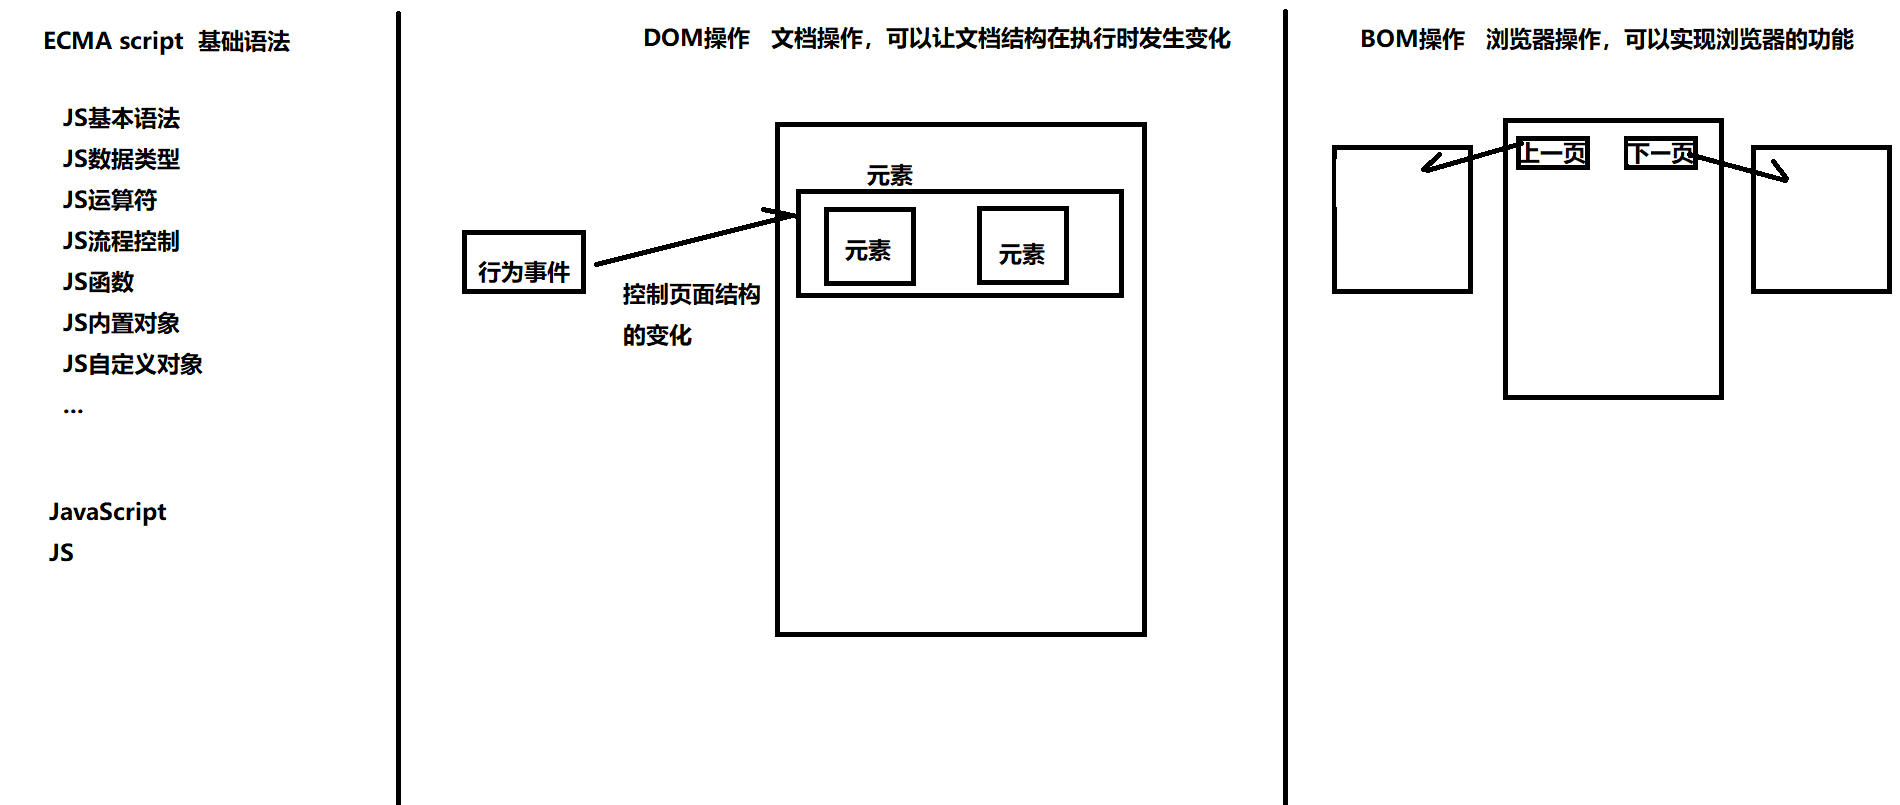 ECMA script 基础语法
JS基本语法
JS数据类型
JS运算符
JS流程控制
JS函数
JS内置对象
JS自定义对象
...
JavaScript
JS
DOM操作 文档操作，可以让文档结构在执行时发生变化
元素
元素
元素
行为事件
控制页面结构
的变化
BOM操作 浏览器操作，可以实现浏览器的功能
上一页
下一页